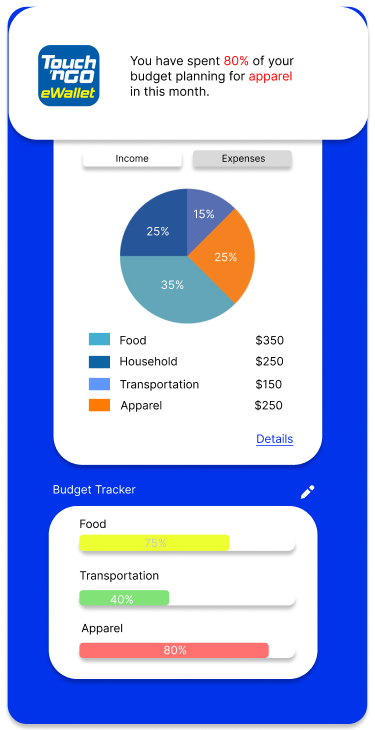 Touch
'nGO
eWallet
You have spent 80% of your
budget planning for apparel
in this month.
Income
Expenses
15%
25%
25%
35%
Food $350
Household $250
Transportation $150
Apparel $250
Details
Budget Tracker
Food
75%
Transportation
40%
Apparel
80%